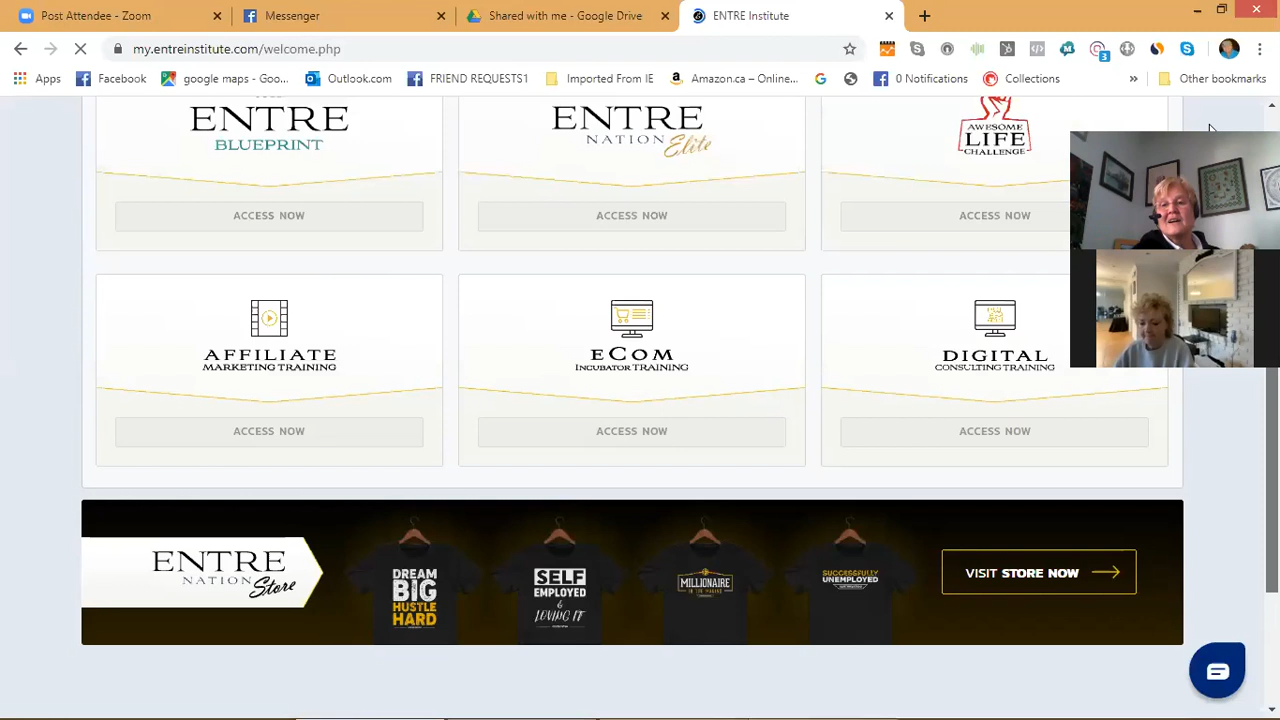 Post Attendee - Zoom
Messenger
Shared with me - Google Drive
ENTRE Institute
my.entreinstitute.com/welcome.php
3
Apps
Facebook
google maps - Goo...
Outlook.com
FRIEND REQUESTS1
Imported From IE
Amazon.ca – Online...
0 Notifications
Collections
Other bookmarks
ENTRE
BLUEPRINT
ENTRE
NATION Elite
AWESOME
LIFE
CHALLENGE
ACCESS NOW
ACCESS NOW
ACCESS NOW
AFFILIATE
MARKETING TRAINING
eCOM
INCUBATOR TRAINING
DIGITAL
CONSULTING TRAINING
ACCESS NOW
ACCESS NOW
ACCESS NOW
ENTRE
NATION Store
DREAM
BIG
HUSTLE
HARD
SELF
EMPLOYED
&
LOVING IT
MILLIONAIRE
IN THE MAKING
SUCCESSFULLY
UNEMPLOYED
VISIT STORE NOW